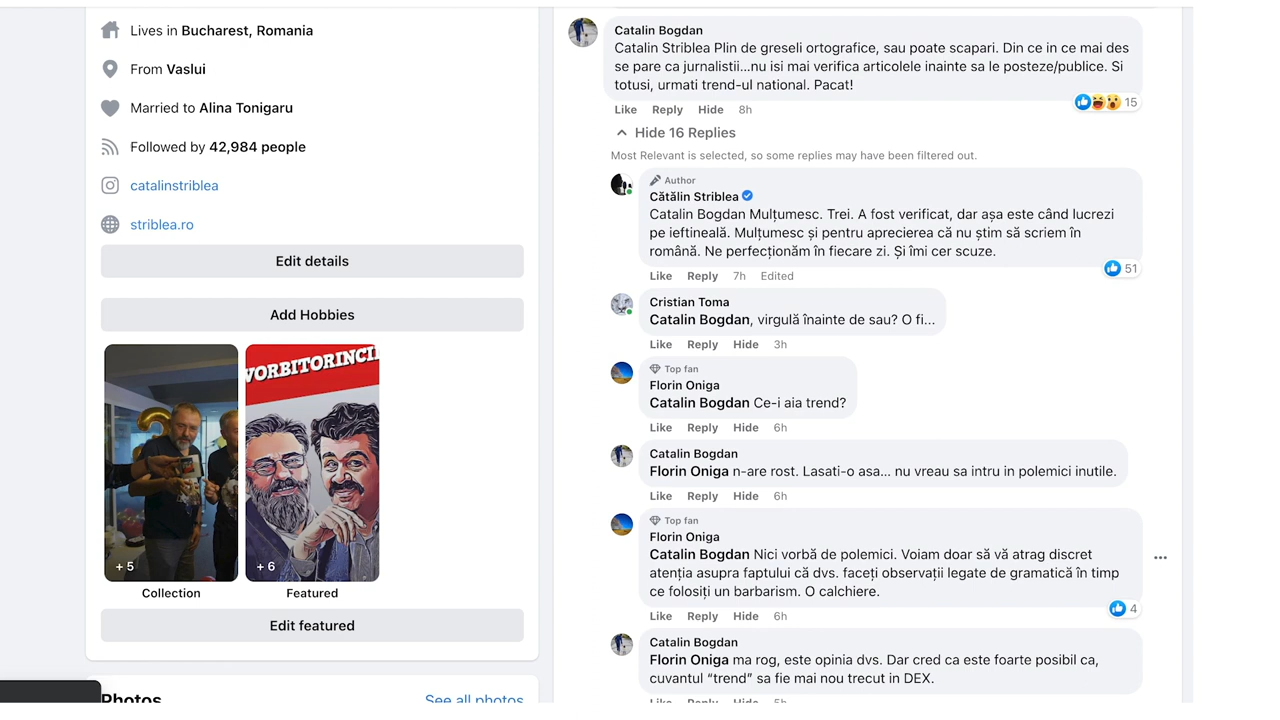 Lives in Bucharest, Romania
From Vaslui
Married to Alina Tonigaru
Followed by 42,984 people
catalinstriblea
striblea.ro
Edit details
Add Hobbies
VORBITORINCII
+ 5
+ 6
Collection
Featured
Edit featured
Photos
See all photos
Catalin Bogdan
Catalin Striblea Plin de greseli ortografice, sau poate scapari. Din ce in ce mai des
se pare ca jurnalistii...nu isi mai verifica articolele inainte sa le posteze/publice. Si
totusi, urmati trend-ul national. Pacat!
15
Like Reply Hide 8h
Hide 16 Replies
Most Relevant is selected, so some replies may have been filtered out.
Author
Cătălin Striblea
Catalin Bogdan Mulțumesc. Trei. A fost verificat, dar așa este când lucrezi
pe ieftineală. Mulțumesc și pentru aprecierea că nu știm să scriem în
română. Ne perfecționăm în fiecare zi. Și îmi cer scuze.
51
Like Reply 7h Edited
Cristian Toma
Catalin Bogdan, virgulă înainte de sau? O fi...
Like Reply Hide 3h
Top fan
Florin Oniga
Catalin Bogdan Ce-i aia trend?
Like Reply Hide 6h
Catalin Bogdan
Florin Oniga n-are rost. Lasati-o asa... nu vreau sa intru in polemici inutile.
Like Reply Hide 6h
Top fan
Florin Oniga
Catalin Bogdan Nici vorbă de polemici. Voiam doar să vă atrag discret
atenția asupra faptului că dvs. faceți observații legate de gramatică în timp
ce folosiți un barbarism. O calchiere.
4
Like Reply Hide 6h
Catalin Bogdan
Florin Oniga ma rog, este opinia dvs. Dar cred ca este foarte posibil ca,
cuvantul “trend” sa fie mai nou trecut in DEX.
Like Reply Hide 5h